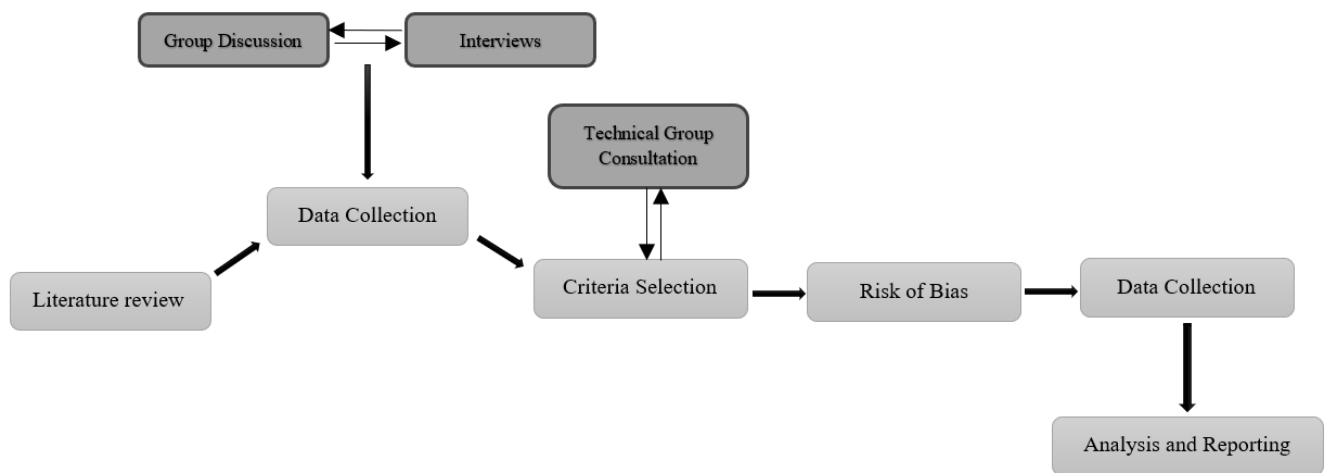 Group Discussion
Interviews
Technical Group
Consultation
Data Collection
Literature review
Criteria Selection
Risk of Bias
Data Collection
Analysis and Reporting